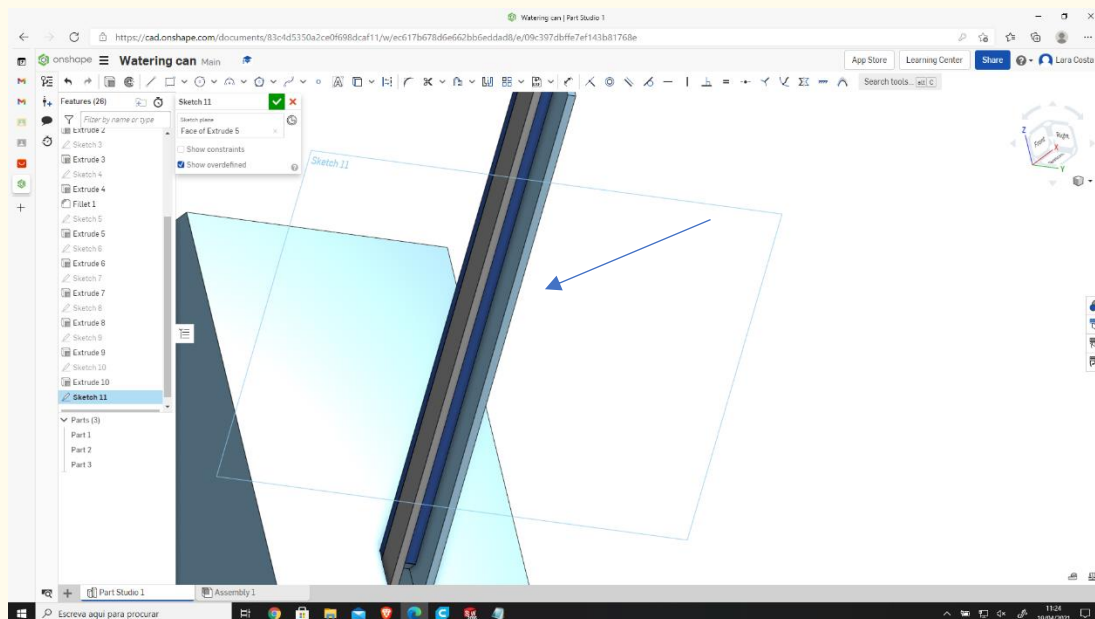 Watering can | Part Studio 1
https://cad.onshape.com/documents/83c4d5350a2ce0f698dcaf11/w/ec617b678d6e662bb6eddad8/e/09c397dbffe7ef143b81768e
onshape Watering can Main App Store Learning Center Share Lara Costa
Search tools... alt C
Features (26)
Filter by name or type
Extrude 2
Sketch 3
Extrude 3
Sketch 4
Extrude 4
Fillet 1
Sketch 5
Extrude 5
Sketch 6
Extrude 6
Sketch 7
Extrude 7
Sketch 8
Extrude 8
Sketch 9
Extrude 9
Sketch 10
Extrude 10
Sketch 11
Parts (3)
Part 1
Part 2
Part 3
Sketch 11
Sketch plane
Face of Extrude 5
Show constraints
Show overdefined
Sketch 11
Z
Front
Right
X
Y
Part Studio 1 Assembly 1
Escreva aqui para procurar
11:24
30/04/2021